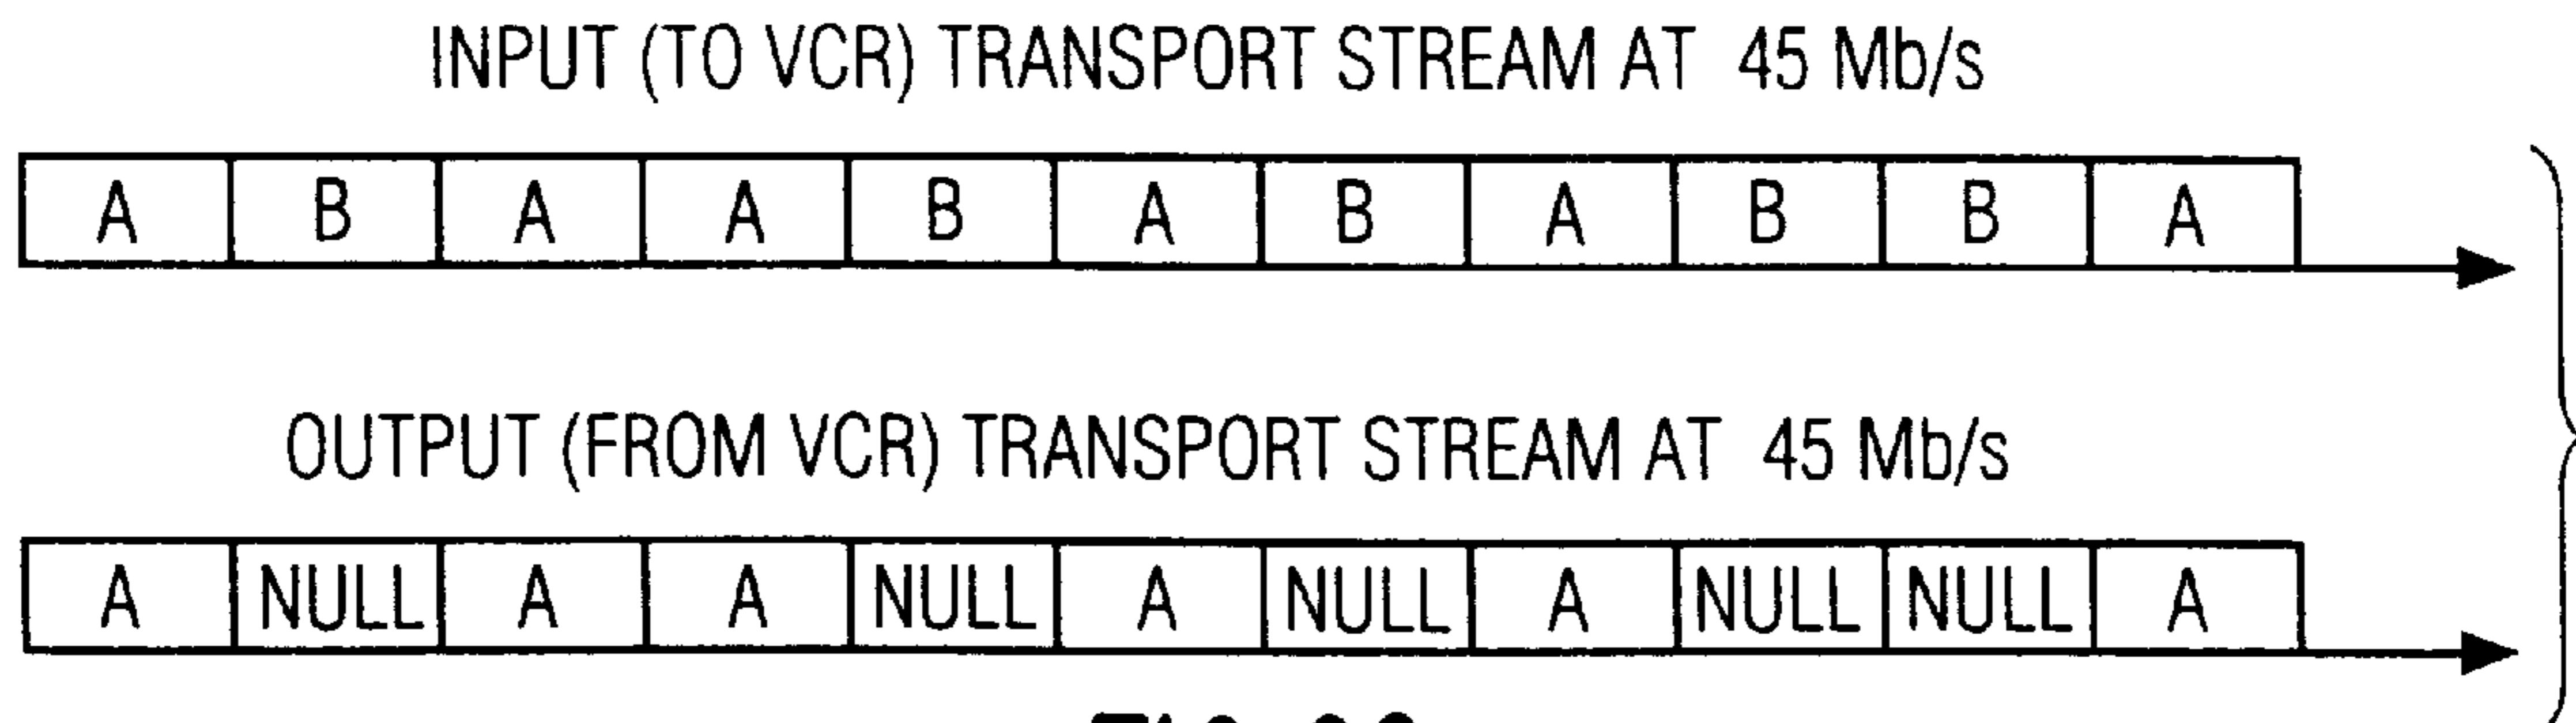 INPUT (TO VCR) TRANSPORT STREAM AT 45 Mb/s
A B A A B A B A B B A
OUTPUT (FROM VCR) TRANSPORT STREAM AT 45 Mb/s
A NULL A A NULL A NULL A NULL NULL A